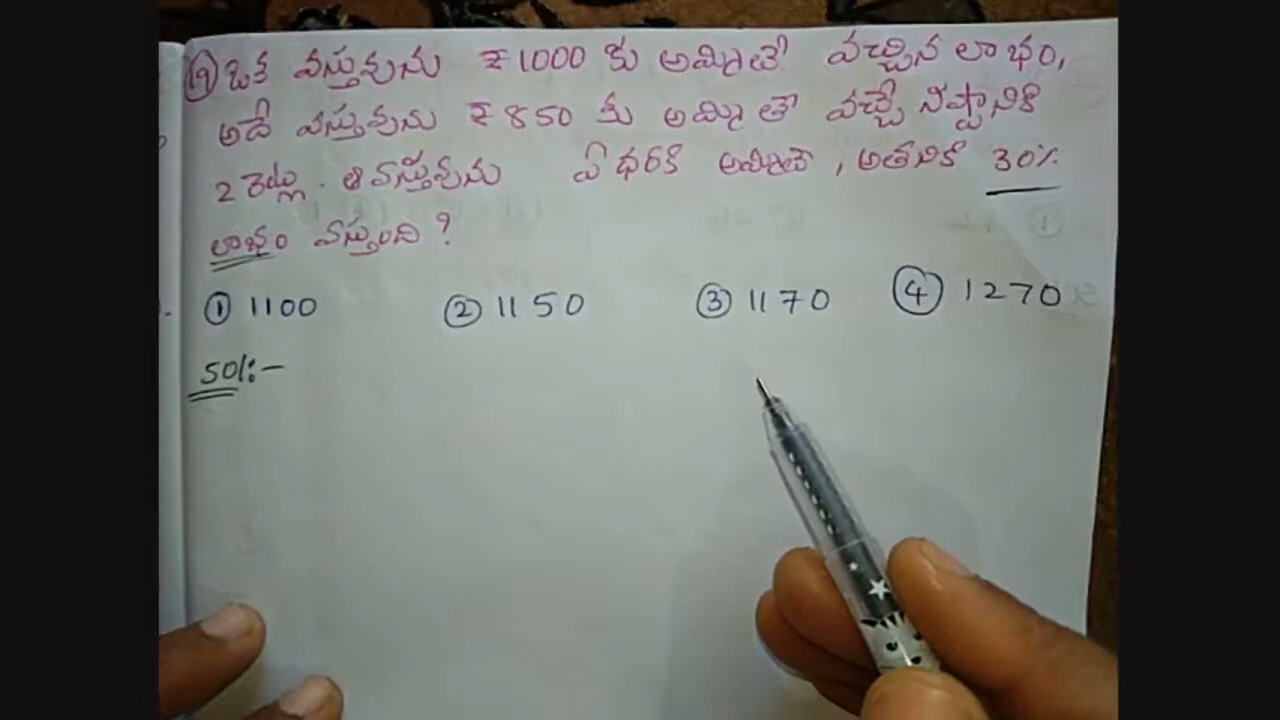 19 ఒక వస్తువును ₹1000 కు అమ్మితే వచ్చిన లాభం,
అదే వస్తువును ₹850 కు అమ్మితే వచ్చే నష్టానికి
2 రెట్లు. ఆ వస్తువును ఏ ధరకి అమ్మితే, అతనికి 30%
లాభం వస్తుంది?
① 1100 ② 1150 ③ 1170 ④ 1270
sol:-